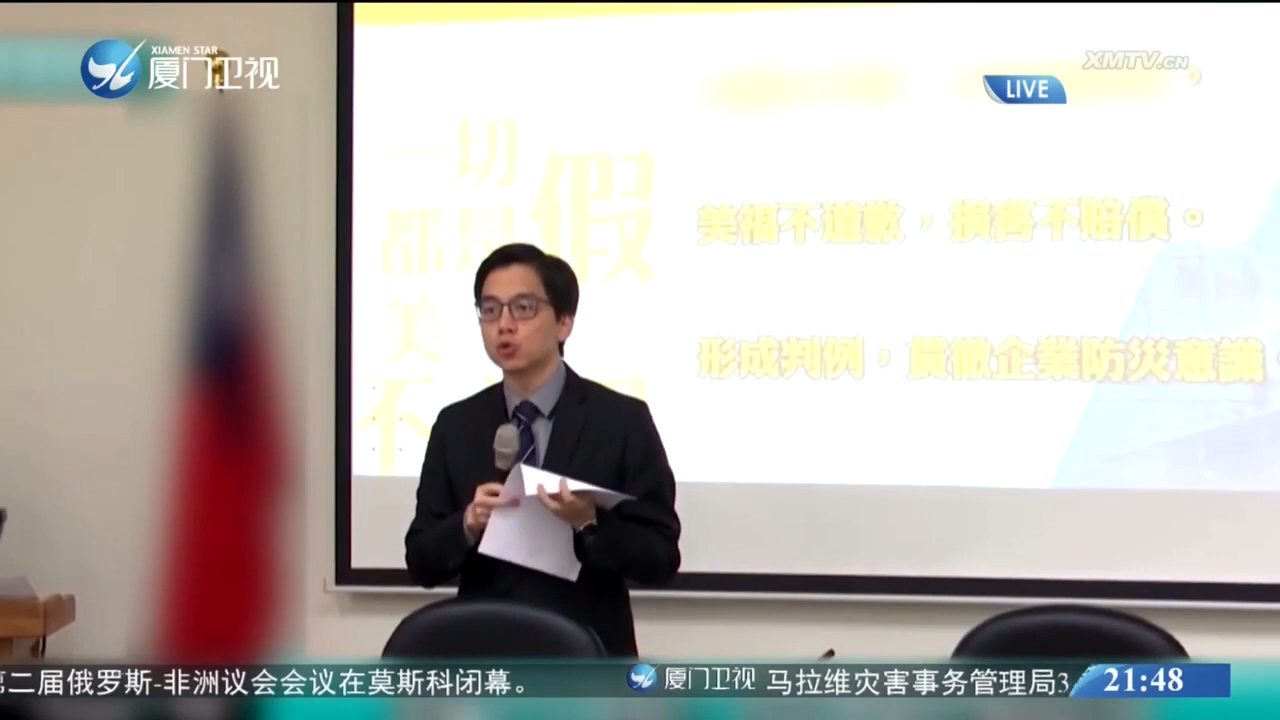 XIAMEN STAR
厦门卫视
XMTV.CN
LIVE
一切
假
都是
美
不
美福不道歉，損害不賠償。
形成判例，貫徹企業防災意識
二届俄罗斯-非洲议会会议在莫斯科闭幕。
厦门卫视
马拉维灾害事务管理局3
21:48